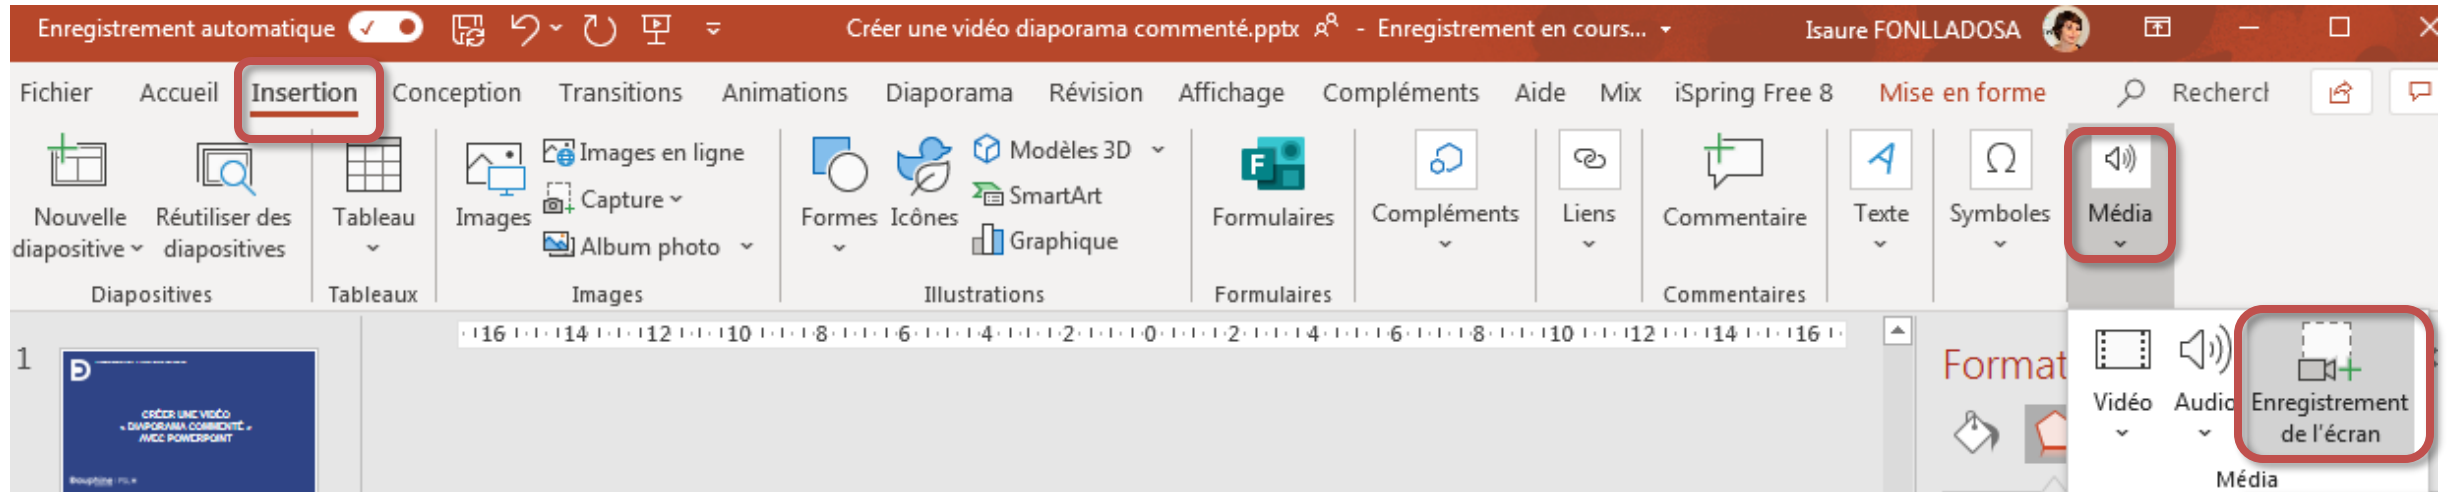 Enregistrement automatique
Créer une vidéo diaporama commenté.pptx - Enregistrement en cours...
Isaure FONLLADOSA
Fichier Accueil Insertion Conception Transitions Animations Diaporama Révision Affichage Compléments Aide Mix iSpring Free 8 Mise en forme Recherch
Nouvelle diapositive
Réutiliser des diapositives
Diapositives
Tableau
Tableaux
Images
Images en ligne
Capture
Album photo
Images
Formes
Icônes
Modèles 3D
SmartArt
Graphique
Illustrations
Formulaires
Formulaires
Compléments
Liens
Commentaire
Commentaires
Texte
Symboles
Média
16 14 12 10 8 6 4 2 0 2 4 6 8 10 12 14 16
1
CRÉER UNE VIDÉO
« DIAPORAMA COMMENTÉ »
AVEC POWERPOINT
Dauphine | PSL
Format
Vidéo
Audio
Enregistrement
de l'écran
Média